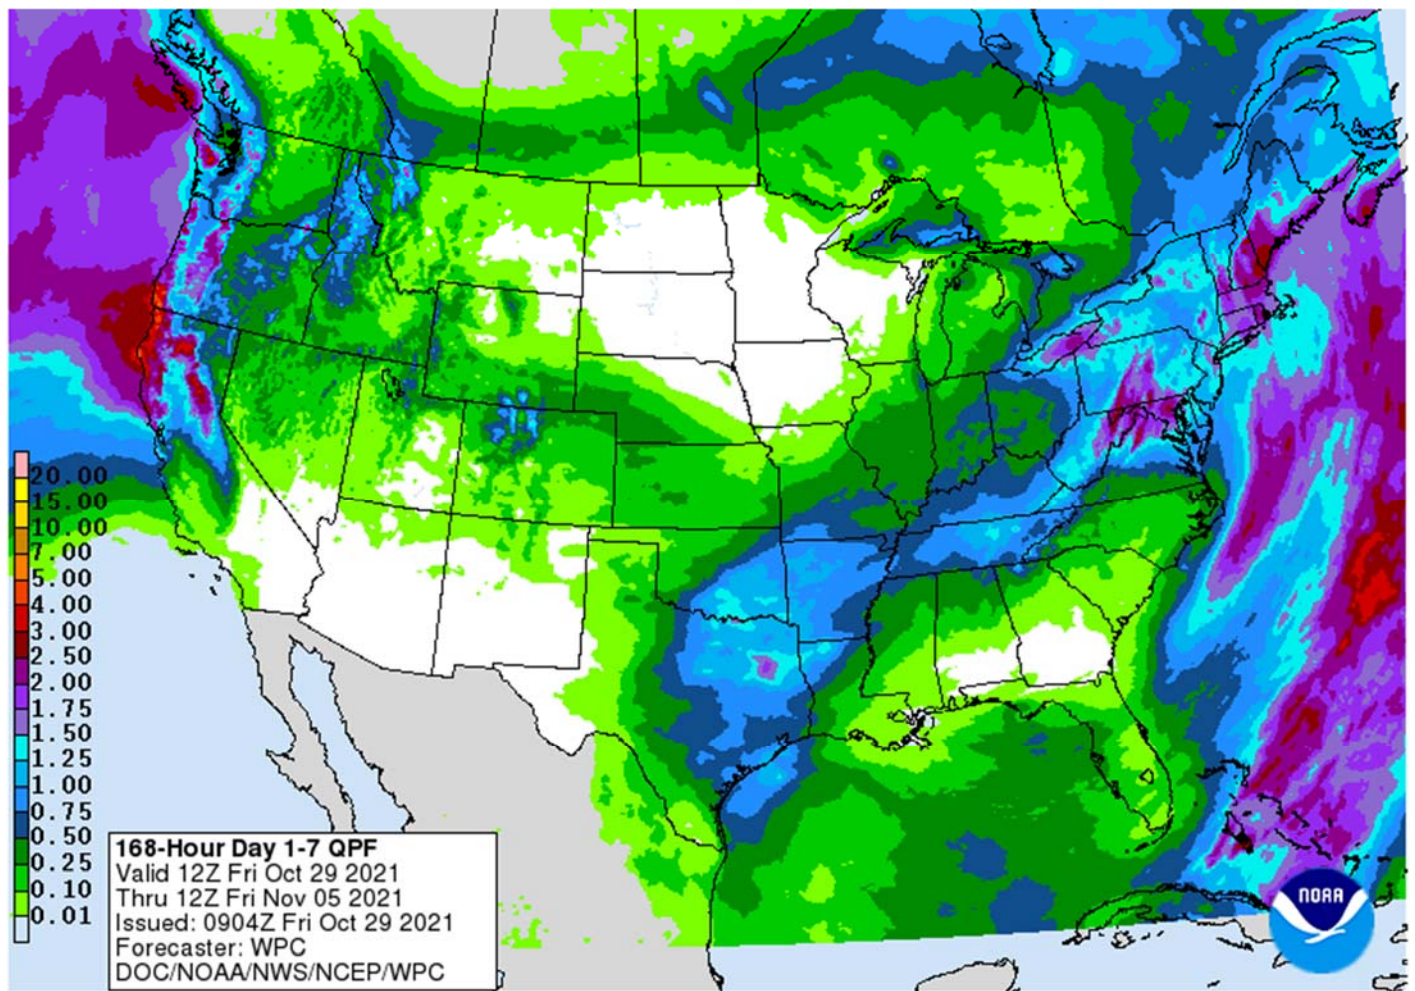 20.00
15.00
10.00
7.00
5.00
4.00
3.00
2.50
2.00
1.75
1.50
1.25
1.00
0.75
0.50
0.25
0.10
0.01
168-Hour Day 1-7 QPF
Valid 12Z Fri Oct 29 2021
Thru 12Z Fri Nov 05 2021
Issued: 0904Z Fri Oct 29 2021
Forecaster: WPC
DOC/NOAA/NWS/NCEP/WPC
NOAA